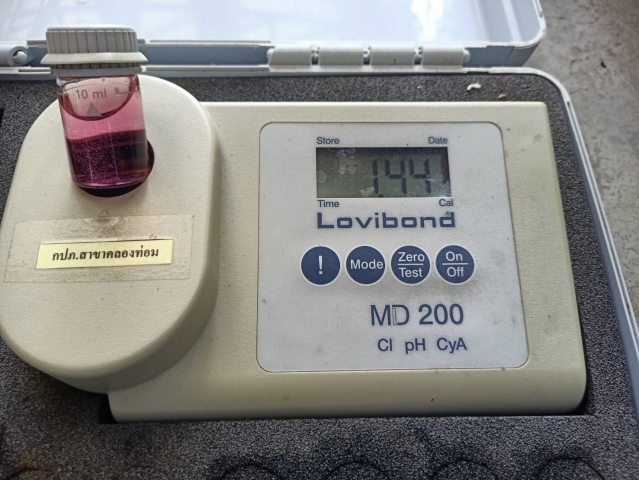 10 ml
Store Date
1.44
Time Cal
Lovibond
! Mode Zero Test On Off
MD 200
Cl pH CyA
กปภ.สาขาคลองท่อม